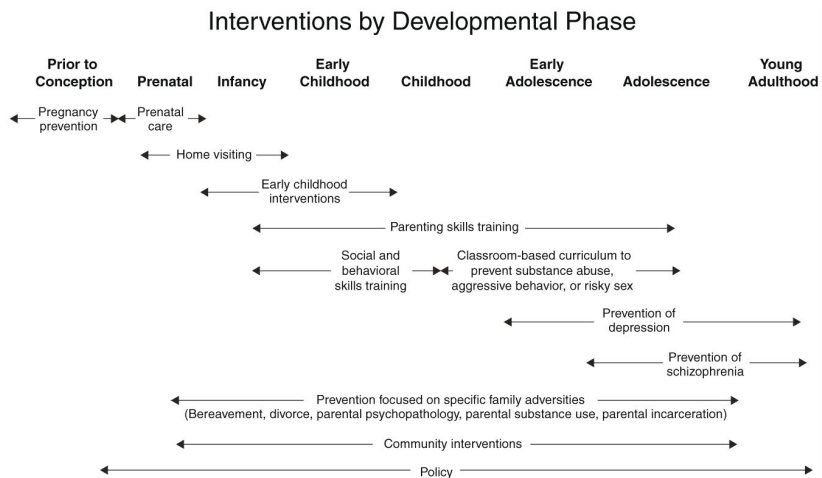 Interventions by Developmental Phase
Prior to
Conception
Prenatal
Infancy
Early
Childhood
Childhood
Early
Adolescence
Adolescence
Young
Adulthood
Pregnancy
prevention
Prenatal
care
Home visiting
Early childhood
interventions
Parenting skills training
Social and
behavioral
skills training
Classroom-based curriculum to
prevent substance abuse,
aggressive behavior, or risky sex
Prevention of
depression
Prevention of
schizophrenia
Prevention focused on specific family adversities
(Bereavement, divorce, parental psychopathology, parental substance use, parental incarceration)
Community interventions
Policy